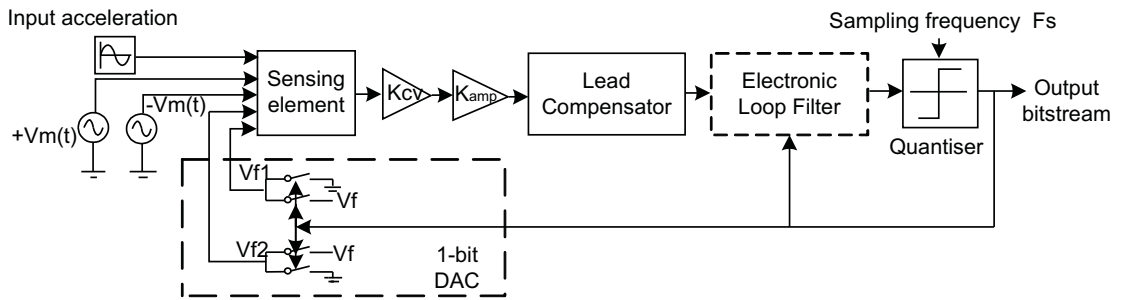 Input acceleration
Sampling frequency Fs
Sensing
element
Kcv
Kamp
Lead
Compensator
Electronic
Loop Filter
Output
bitstream
-Vm(t)
+Vm(t)
Quantiser
Vf1
Vf
Vf2
Vf
1-bit
DAC